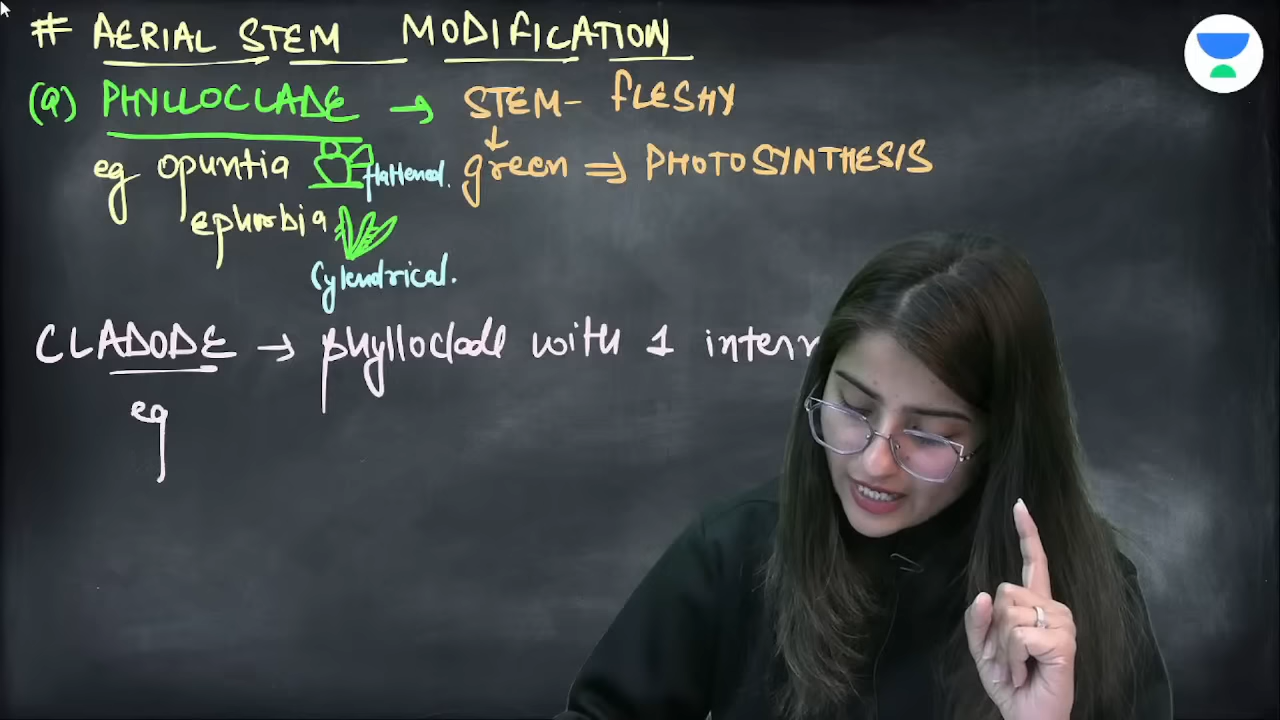 # AERIAL STEM MODIFICATION
(a) PHYLLOCLADE → STEM - fLESHY
↓
eg opuntia flattened. green ⇒ PHOTOSYNTHESIS
ephorbia
Cylendrical.
CLADODE → phylloclade with 1 intern
eg